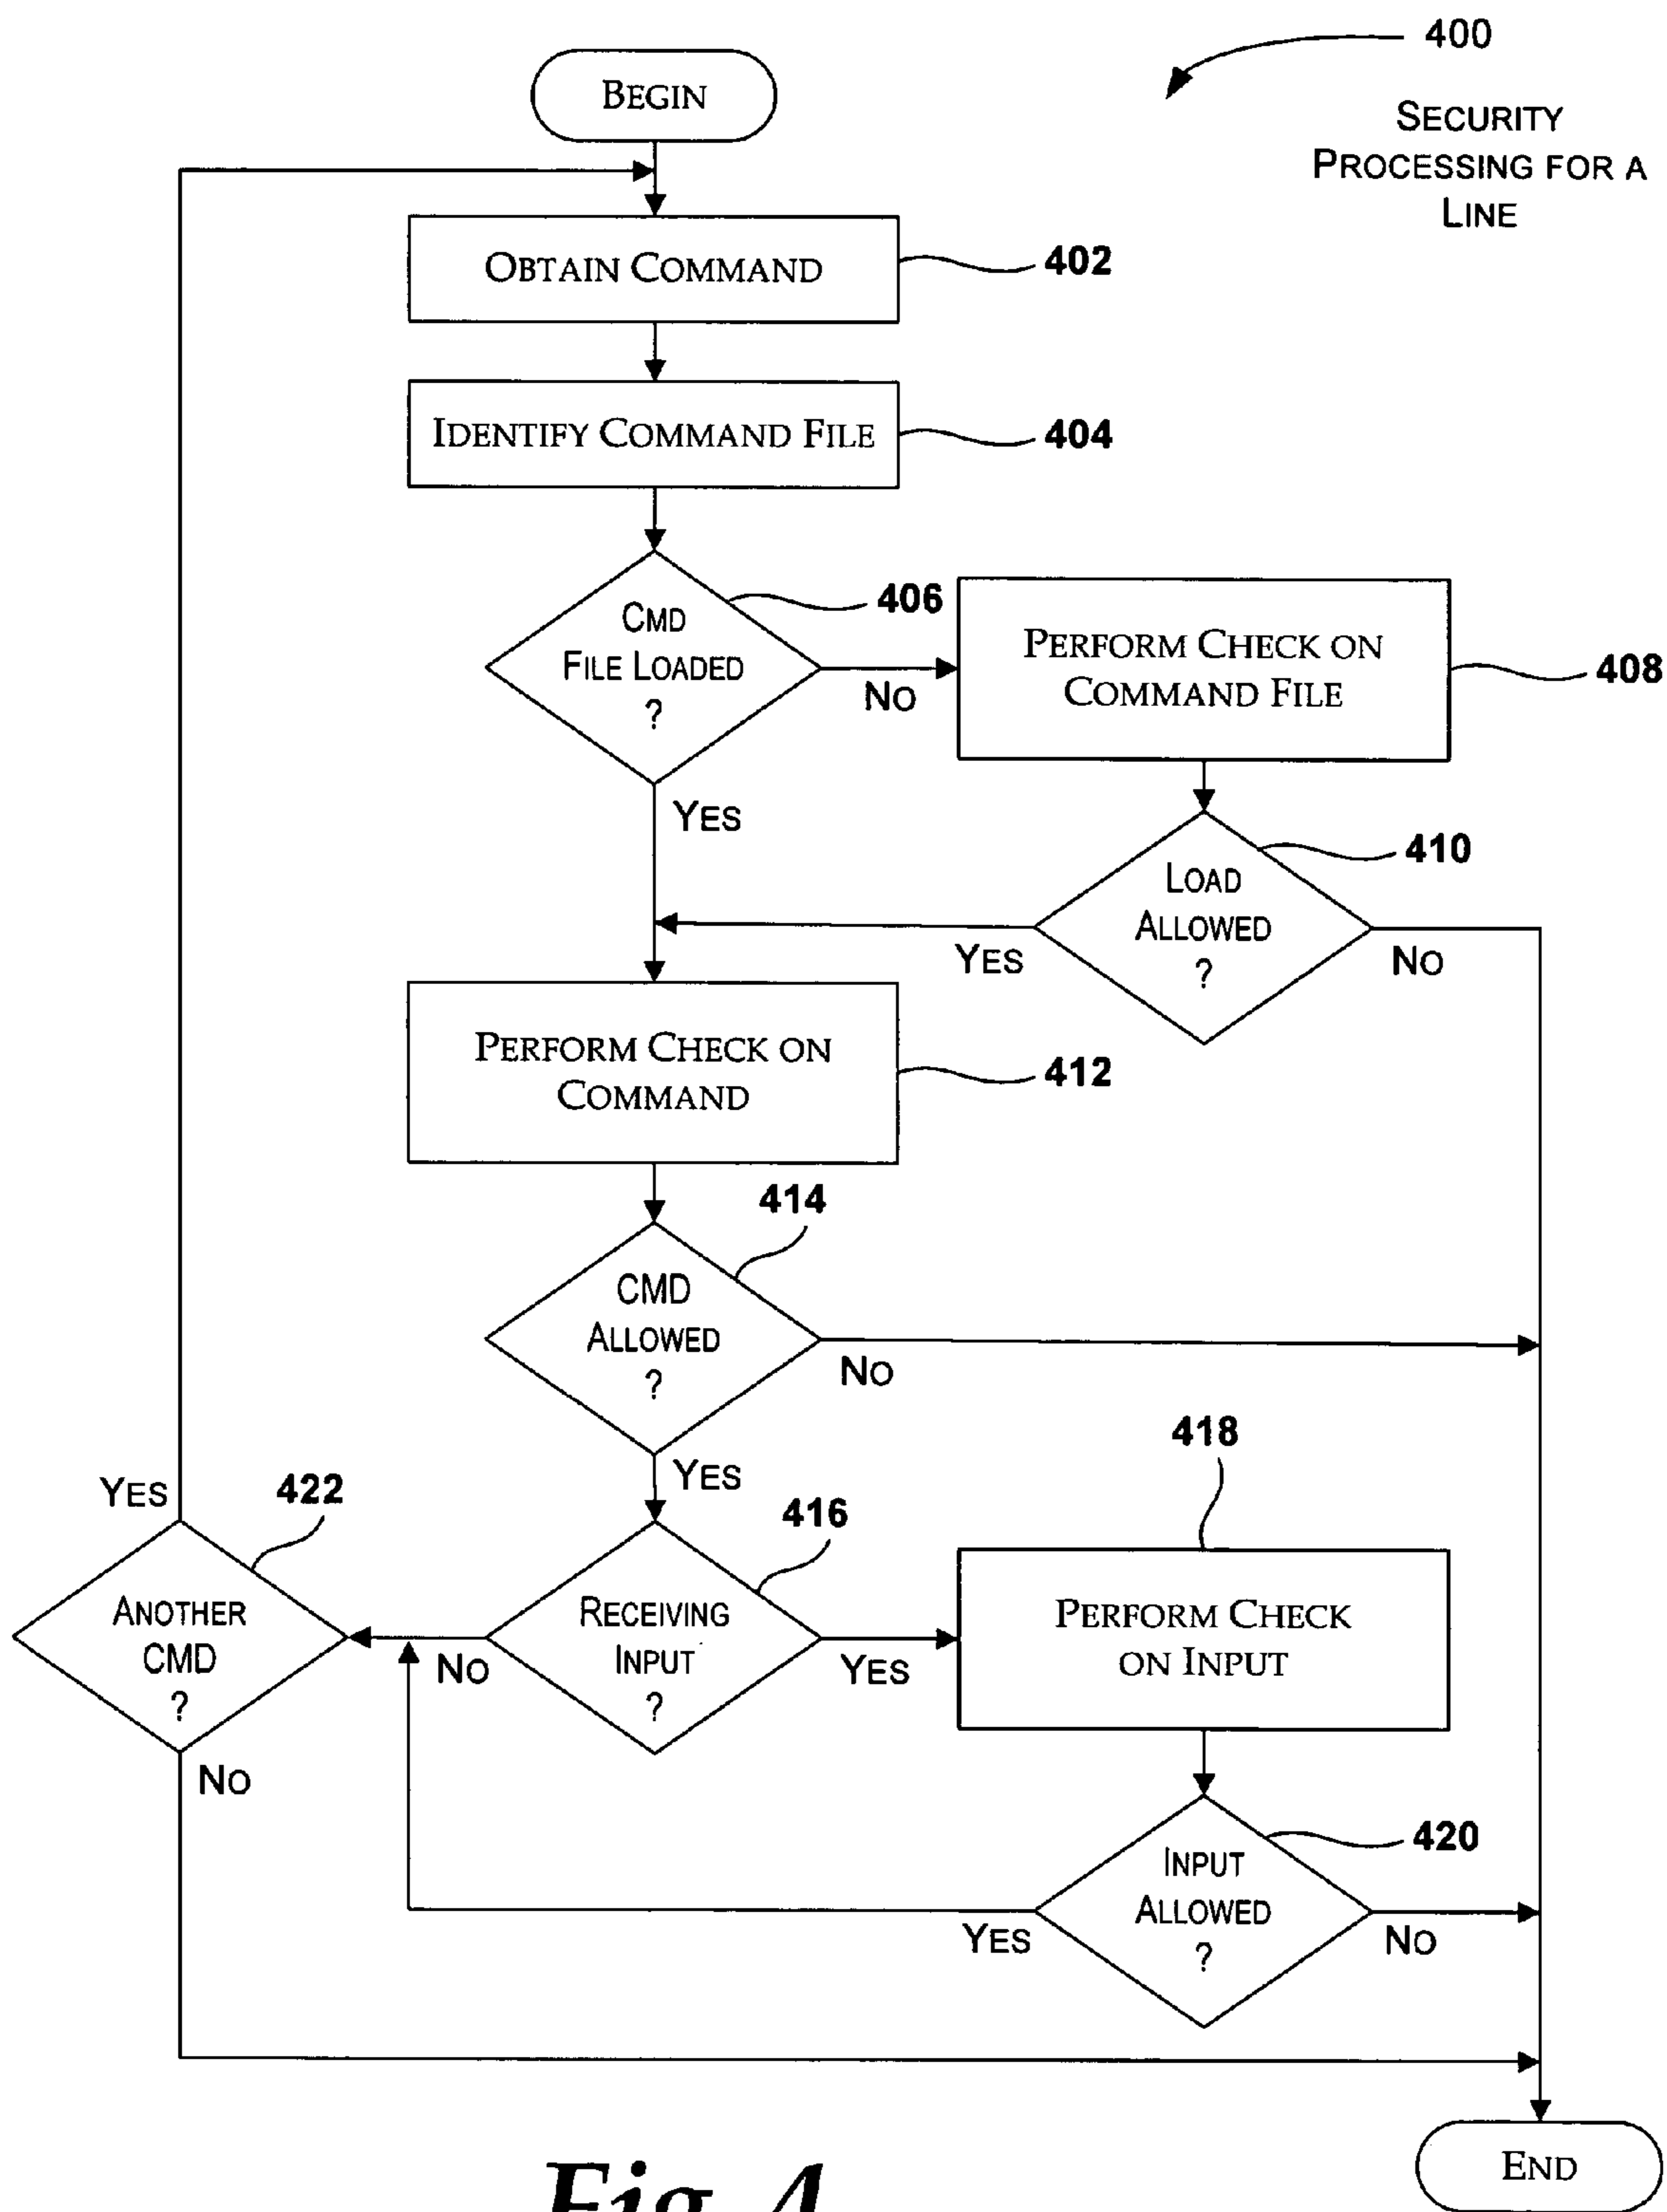 400
SECURITY
PROCESSING FOR A
LINE
BEGIN
OBTAIN COMMAND
402
IDENTIFY COMMAND FILE
404
CMD
FILE LOADED
?
406
NO
YES
PERFORM CHECK ON
COMMAND FILE
408
LOAD
ALLOWED
?
410
YES
NO
PERFORM CHECK ON
COMMAND
412
CMD
ALLOWED
?
414
NO
YES
RECEIVING
INPUT
?
416
NO
YES
PERFORM CHECK
ON INPUT
418
INPUT
ALLOWED
?
420
YES
NO
ANOTHER
CMD
?
422
YES
NO
END
Fig. 4